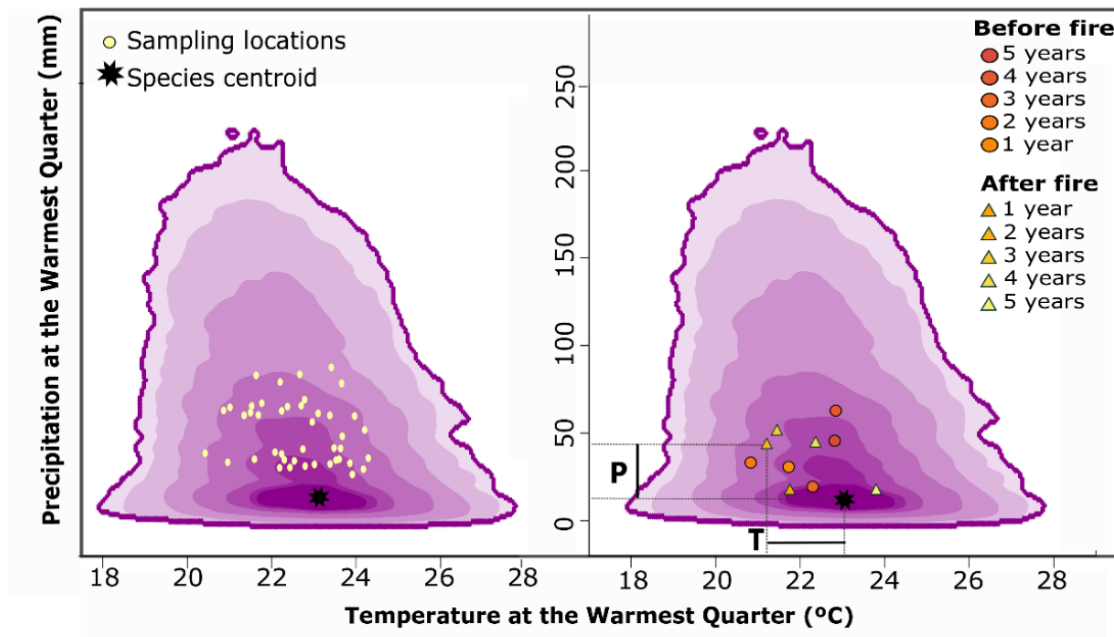 Precipitation at the Warmest Quarter (mm)
Sampling locations
Species centroid
18 20 22 24 26 28
250
200
150
100
50
0
P
T
Before fire
5 years
4 years
3 years
2 years
1 year
After fire
1 year
2 years
3 years
4 years
5 years
18 20 22 24 26 28
Temperature at the Warmest Quarter (ºC)